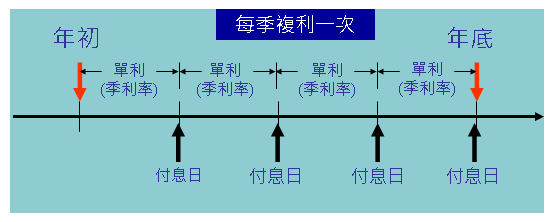 每季複利一次
年初
年底
單利
(季利率)
單利
(季利率)
單利
(季利率)
單利
(季利率)
付息日
付息日
付息日
付息日